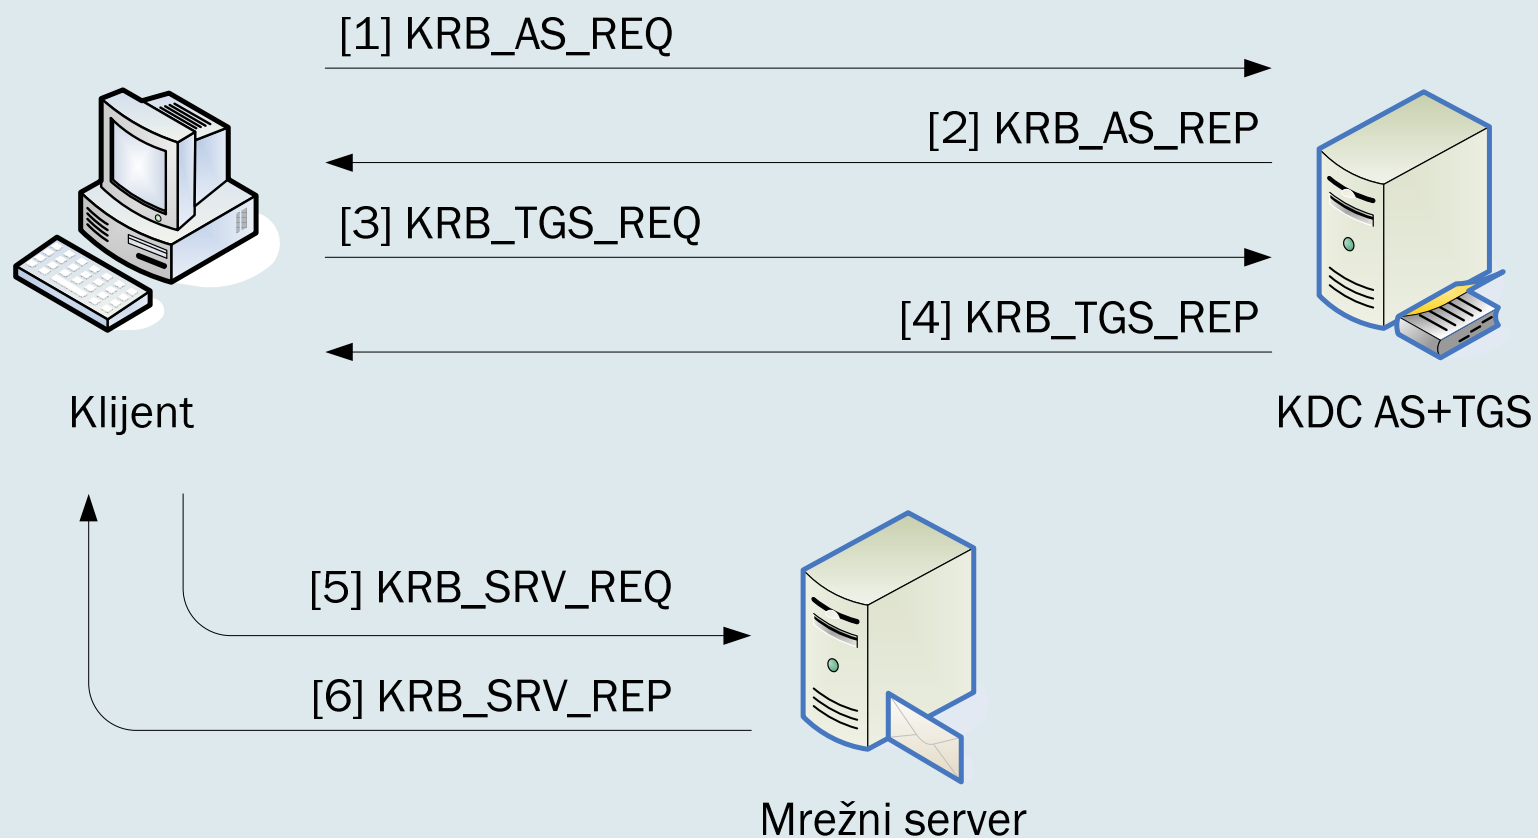 [1] KRB_AS_REQ
[2] KRB_AS_REP
[3] KRB_TGS_REQ
[4] KRB_TGS_REP
Klijent
KDC AS+TGS
[5] KRB_SRV_REQ
[6] KRB_SRV_REP
Mrežni server